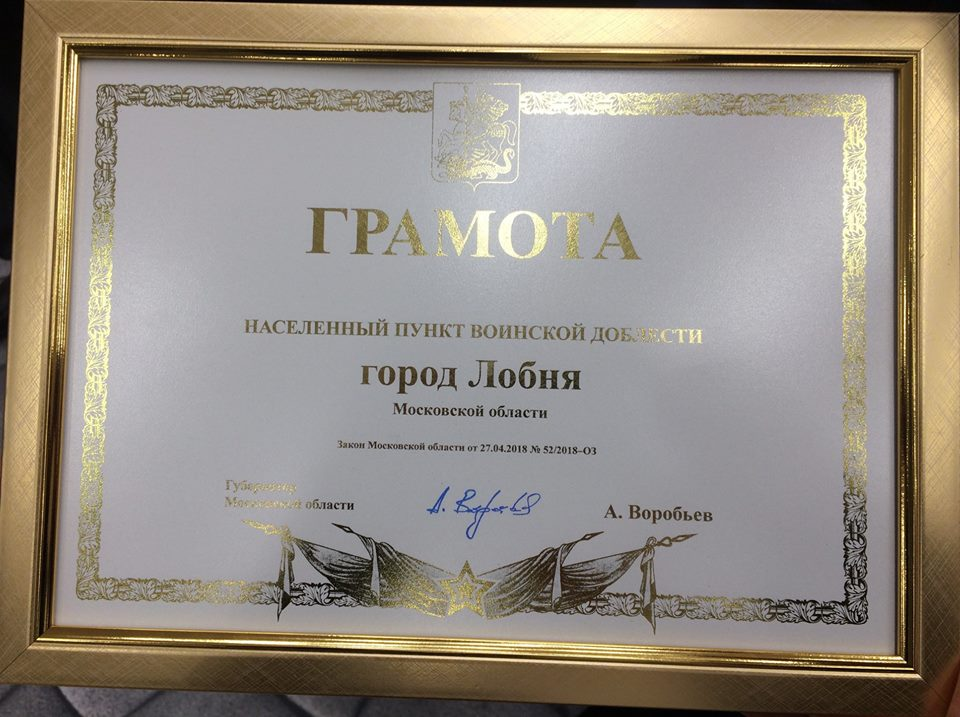 ГРАМОТА
НАСЕЛЕННЫЙ ПУНКТ ВОИНСКОЙ ДОБЛЕСТИ
город Лобня
Московской области
Закон Московской области от 27.04.2018 № 52/2018–ОЗ
Губернатор
Московской области
А. Воробьев
А. Воробьев